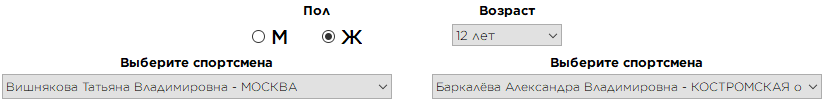 Пол Возраст
М Ж 12 лет
Выберите спортсмена Выберите спортсмена
Вишнякова Татьяна Владимировна - МОСКВА Баркалёва Александра Владимировна - КОСТРОМСКАЯ о